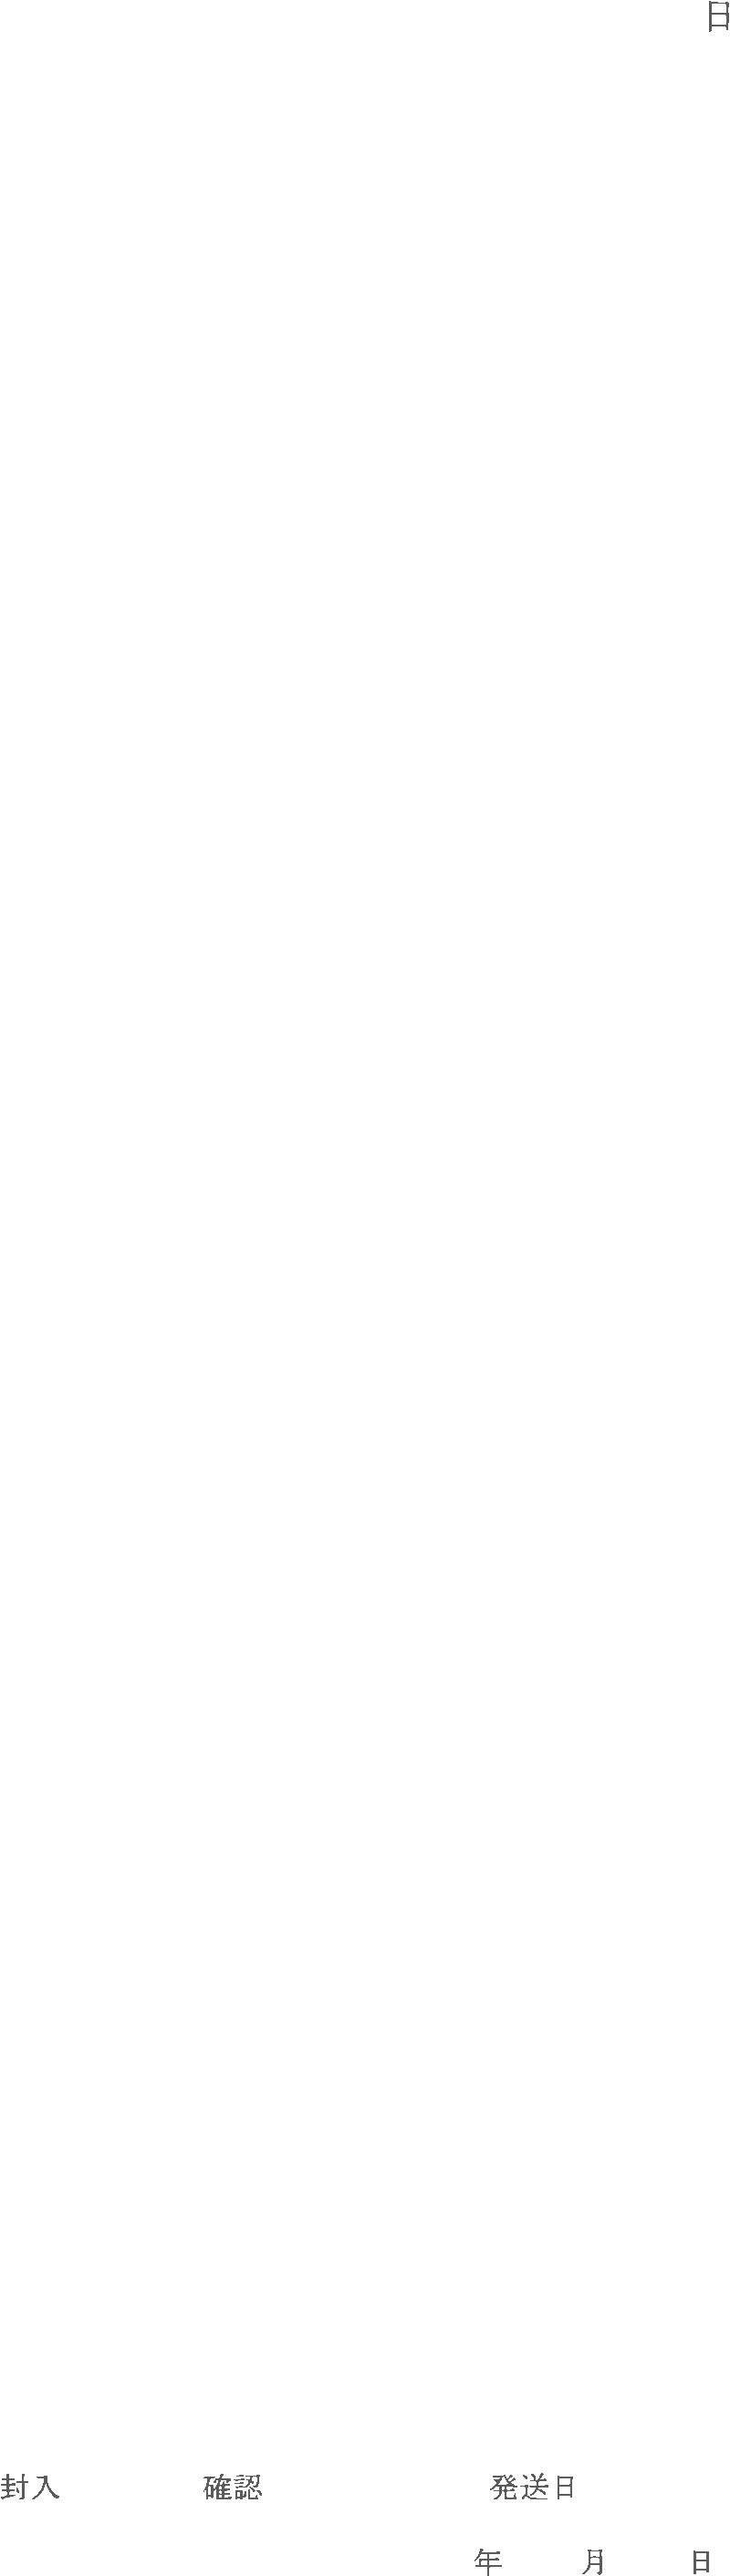 日
封入 確認 発送日
年 月 日